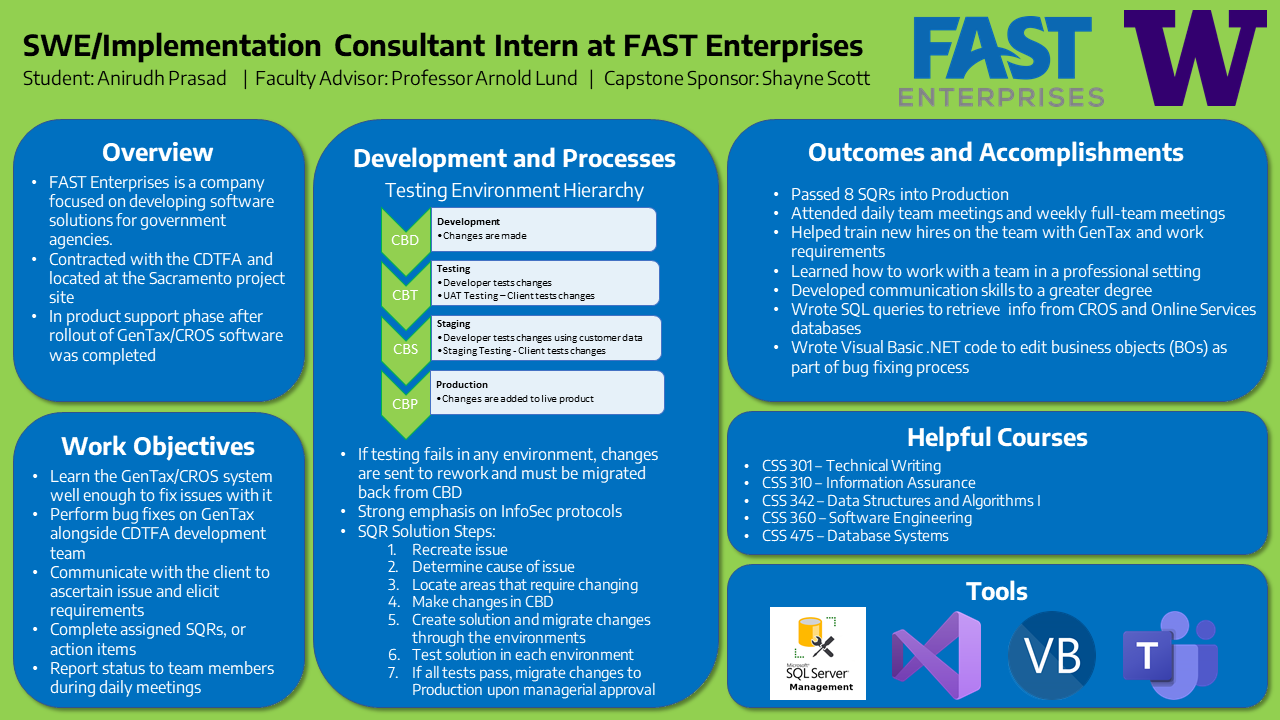 SWE/Implementation Consultant Intern at FAST Enterprises
Student: Anirudh Prasad | Faculty Advisor: Professor Arnold Lund | Capstone Sponsor: Shayne Scott
FAST
ENTERPRISES
W
Overview
• FAST Enterprises is a company
focused on developing software
solutions for government
agencies.
• Contracted with the CDTFA and
located at the Sacramento project
site
• In product support phase after
rollout of GenTax/CROS software
was completed
Work Objectives
• Learn the GenTax/CROS system
well enough to fix issues with it
• Perform bug fixes on GenTax
alongside CDTFA development
team
• Communicate with the client to
ascertain issue and elicit
requirements
• Complete assigned SQRs, or
action items
• Report status to team members
during daily meetings
Development and Processes
Testing Environment Hierarchy
CBD
Development
•Changes are made
CBT
Testing
•Developer tests changes
•UAT Testing – Client tests changes
CBS
Staging
•Developer tests changes using customer data
•Staging Testing - Client tests changes
CBP
Production
•Changes are added to live product
• If testing fails in any environment, changes
are sent to rework and must be migrated
back from CBD
• Strong emphasis on InfoSec protocols
• SQR Solution Steps:
1. Recreate issue
2. Determine cause of issue
3. Locate areas that require changing
4. Make changes in CBD
5. Create solution and migrate changes
through the environments
6. Test solution in each environment
7. If all tests pass, migrate changes to
Production upon managerial approval
Outcomes and Accomplishments
• Passed 8 SQRs into Production
• Attended daily team meetings and weekly full-team meetings
• Helped train new hires on the team with GenTax and work
requirements
• Learned how to work with a team in a professional setting
• Developed communication skills to a greater degree
• Wrote SQL queries to retrieve info from CROS and Online Services
databases
• Wrote Visual Basic .NET code to edit business objects (BOs) as
part of bug fixing process
Helpful Courses
• CSS 301 – Technical Writing
• CSS 310 – Information Assurance
• CSS 342 – Data Structures and Algorithms I
• CSS 360 – Software Engineering
• CSS 475 – Database Systems
Tools
Microsoft
SQL Server
Management
VB
T